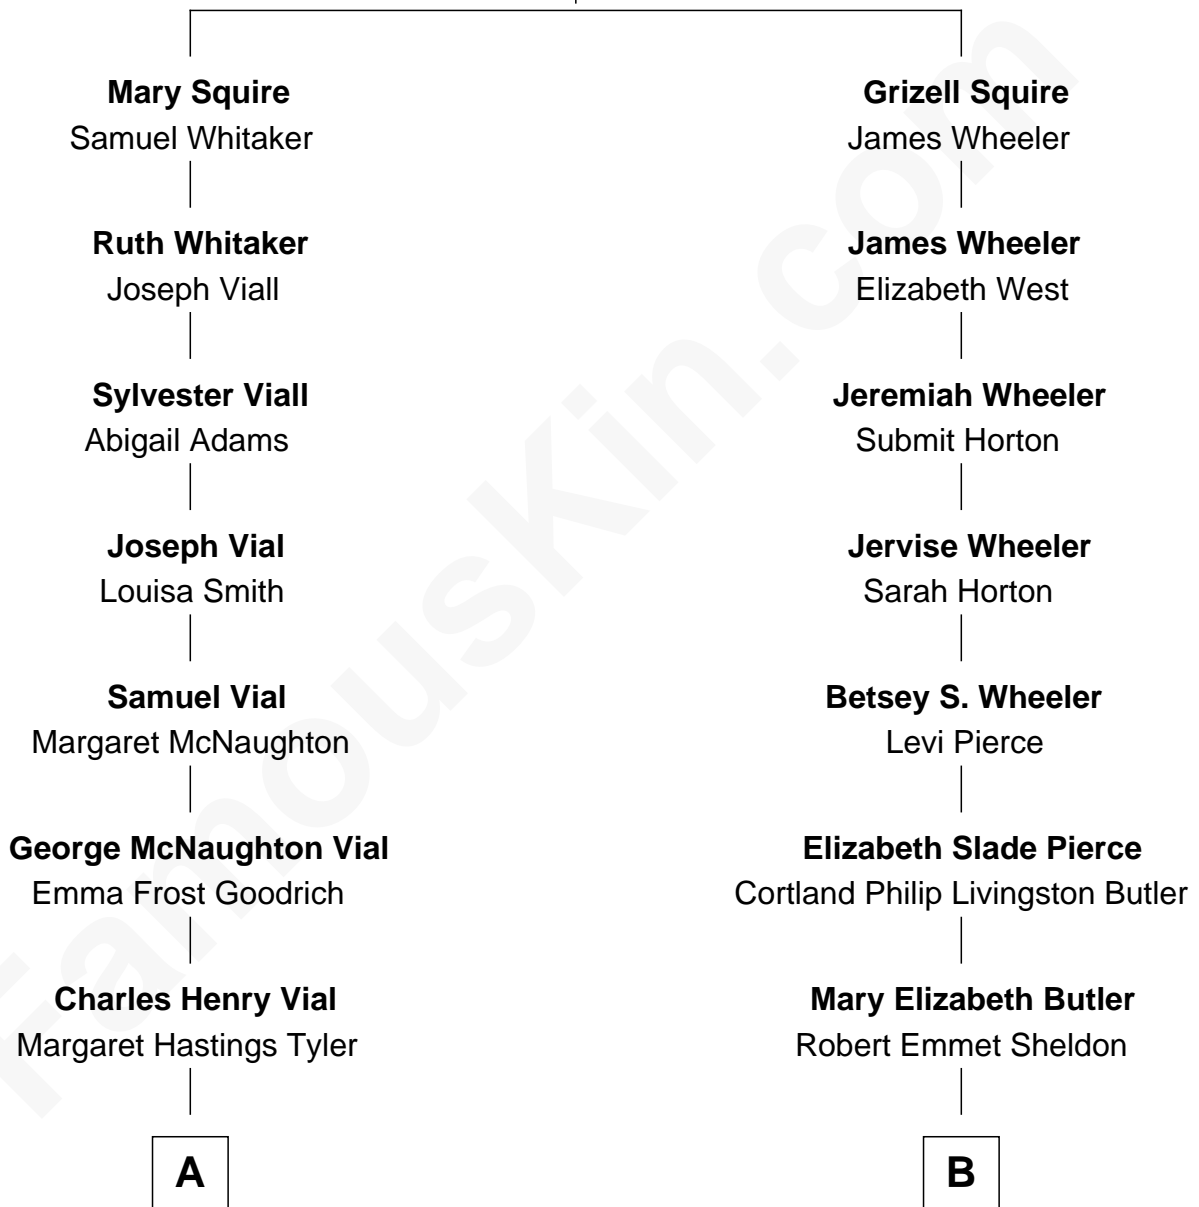 Mary Squire
Samuel Whitaker
Ruth Whitaker
Joseph Viall
Sylvester Viall
Abigail Adams
Joseph Vial
Louisa Smith
Samuel Vial
Margaret McNaughton
George McNaughton Vial
Emma Frost Goodrich
Charles Henry Vial
Margaret Hastings Tyler
A
Grizell Squire
James Wheeler
James Wheeler
Elizabeth West
Jeremiah Wheeler
Submit Horton
Jervise Wheeler
Sarah Horton
Betsey S. Wheeler
Levi Pierce
Elizabeth Slade Pierce
Cortland Philip Livingston Butler
Mary Elizabeth Butler
Robert Emmet Sheldon
B
FamousKin.com